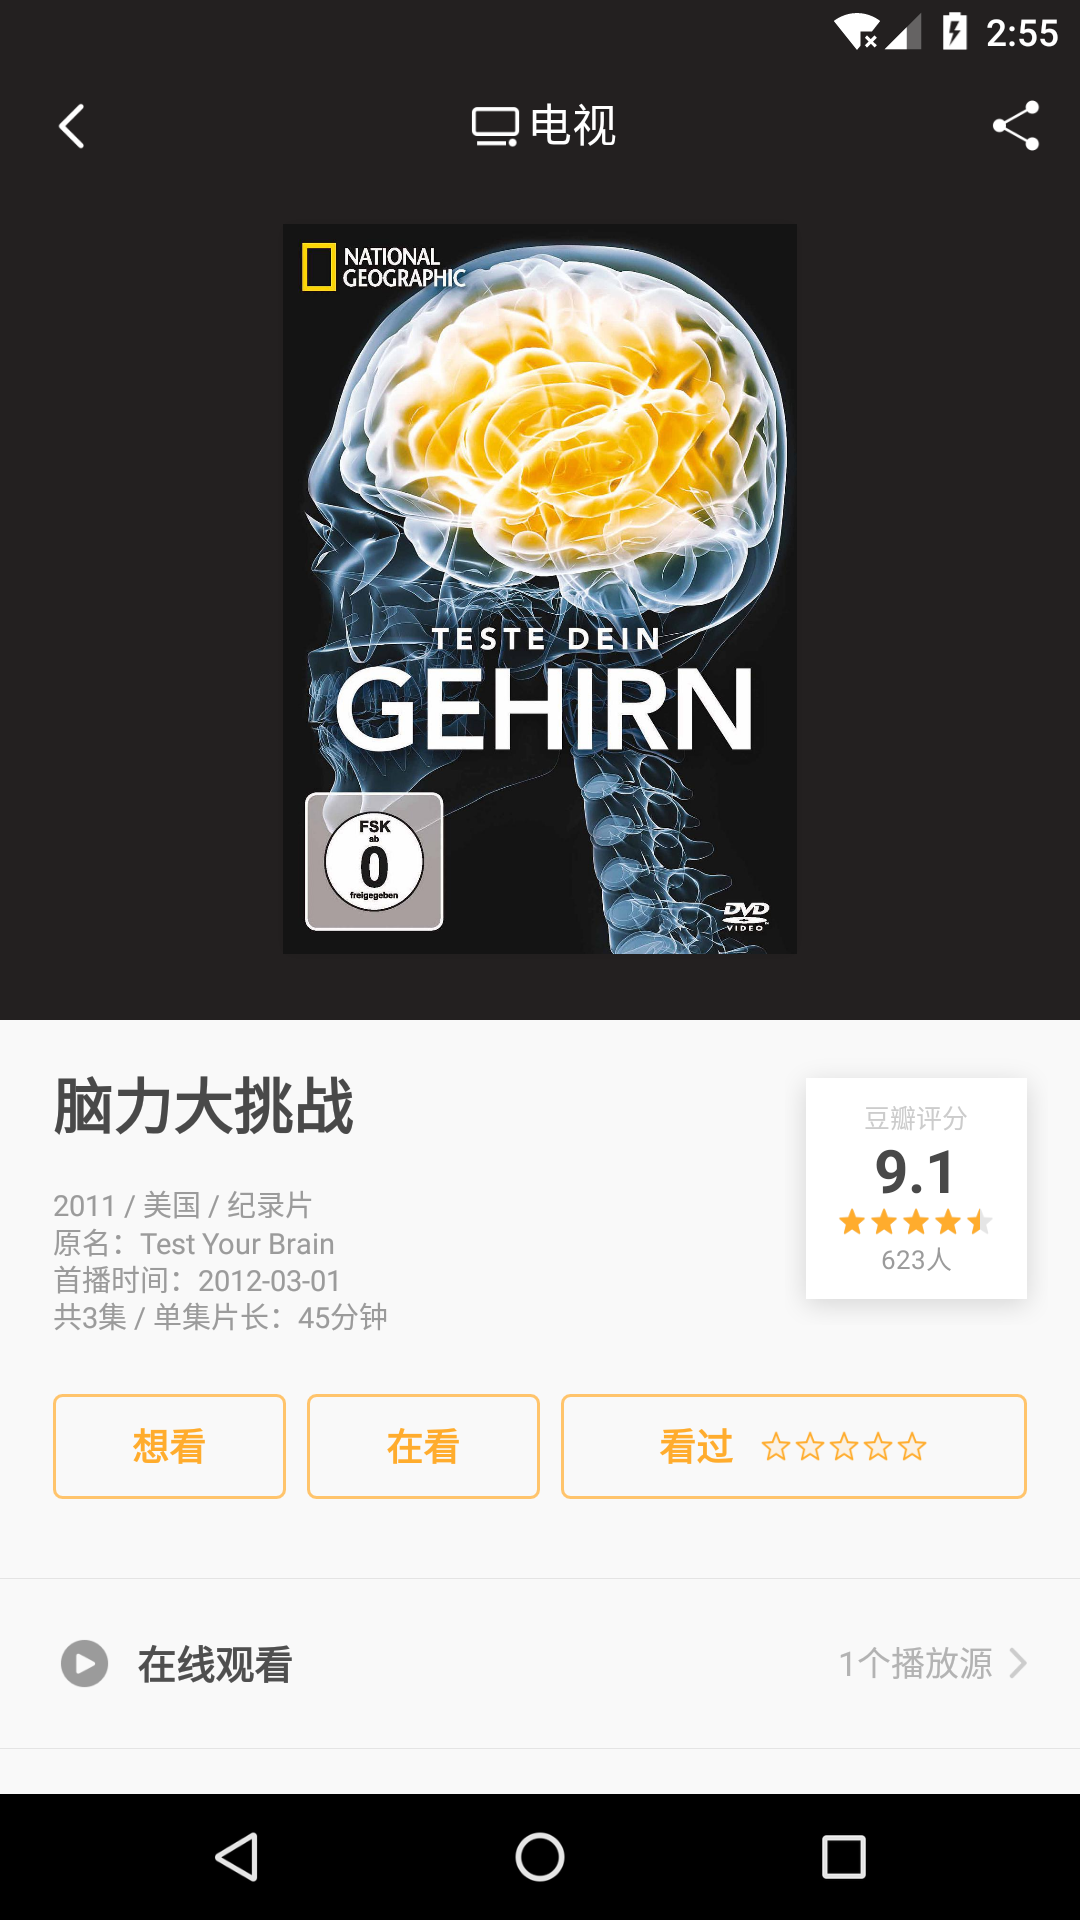 2:55
电视
NATIONAL
GEOGRAPHIC
TESTE DEIN
GEHIRN
FSK
ab
0
freigegeben
DVD
VIDEO
脑力大挑战
2011 / 美国 / 纪录片
原名：Test Your Brain
首播时间：2012-03-01
共3集 / 单集片长：45分钟
豆瓣评分
9.1
623人
想看
在看
看过
在线观看
1个播放源